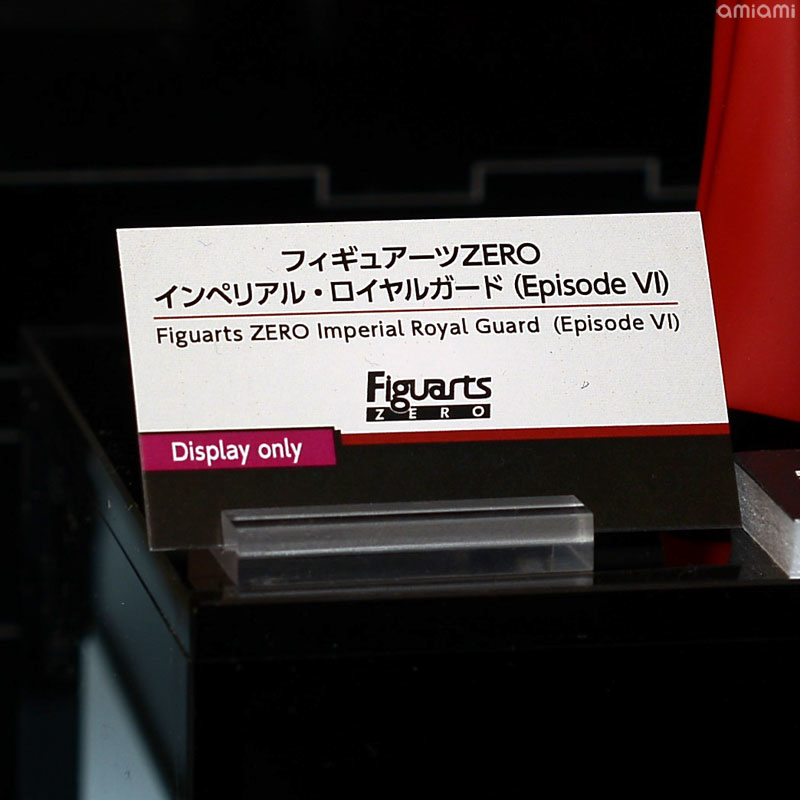 amiami
フィギュアーツZERO
インペリアル・ロイヤルガード (Episode VI)
Figuarts ZERO Imperial Royal Guard (Episode VI)
Figuarts
ZERO
Display only